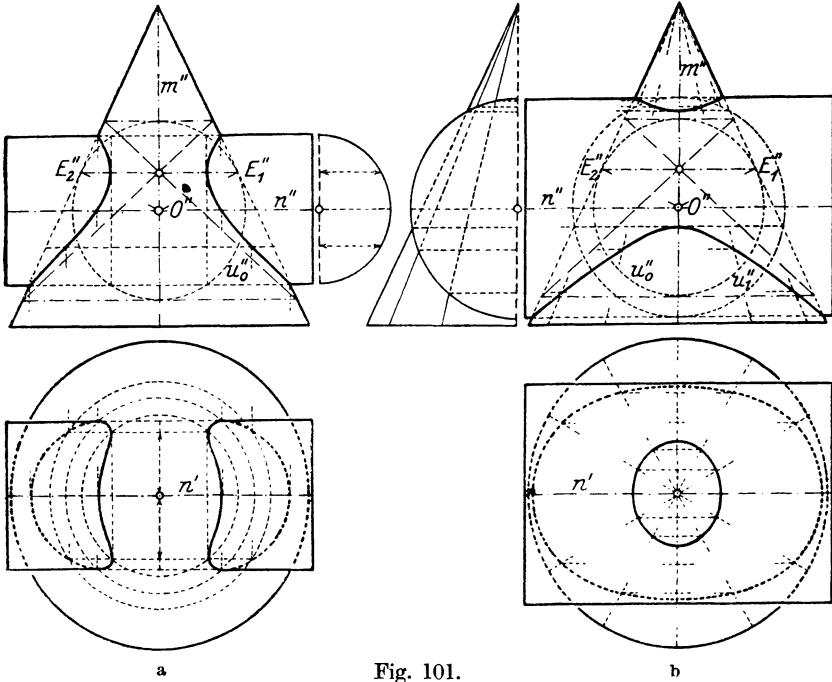 m″ m″
E₂″ E₁″ E₂″ E₁″
O″ n″ n″ O″
u₀″ u₀″ u₁″
n′ n′
a Fig. 101. b